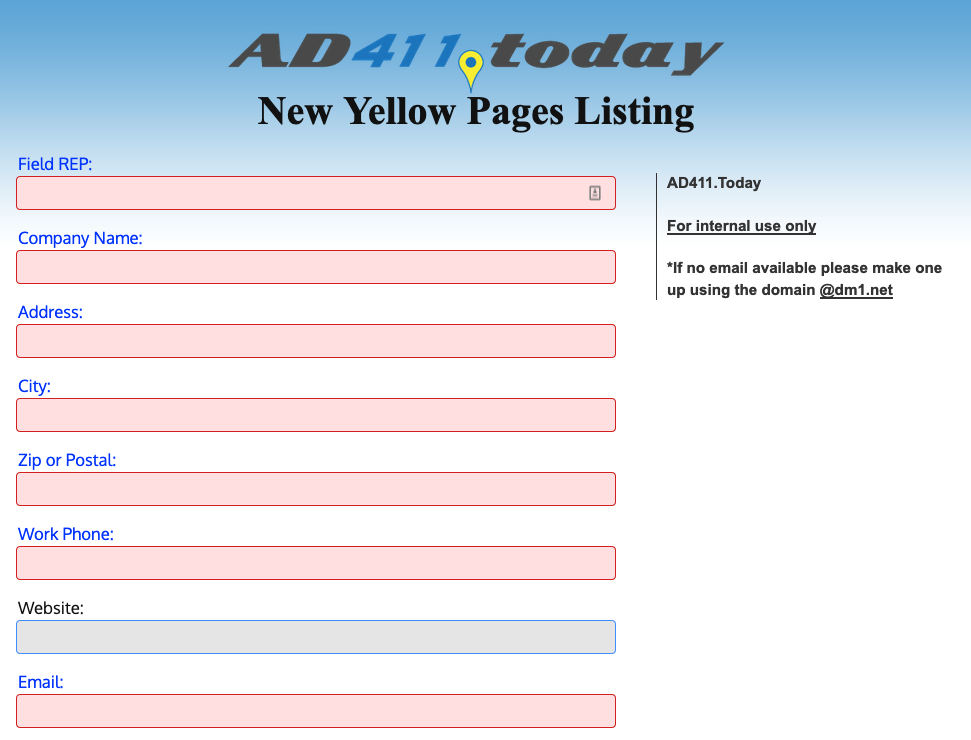 AD411.today
New Yellow Pages Listing
Field REP:
Company Name:
Address:
City:
Zip or Postal:
Work Phone:
Website:
Email:
AD411.Today
For internal use only
*If no email available please make one
up using the domain @dm1.net